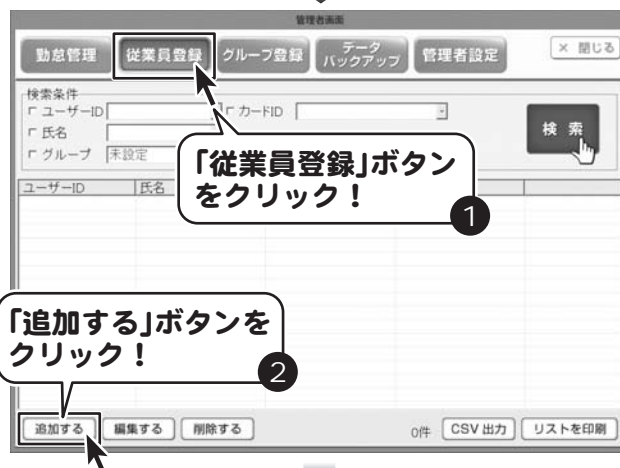 管理者画面
勤怠管理 従業員登録 グループ登録 データ
バックアップ 管理者設定 × 閉じる
検索条件
ユーザーID カードID
氏名
グループ 未設定
検 索
「従業員登録」ボタン
をクリック！
1
ユーザーID 氏名
「追加する」ボタンを
クリック！
2
追加する 編集する 削除する 0件 CSV 出力 リストを印刷